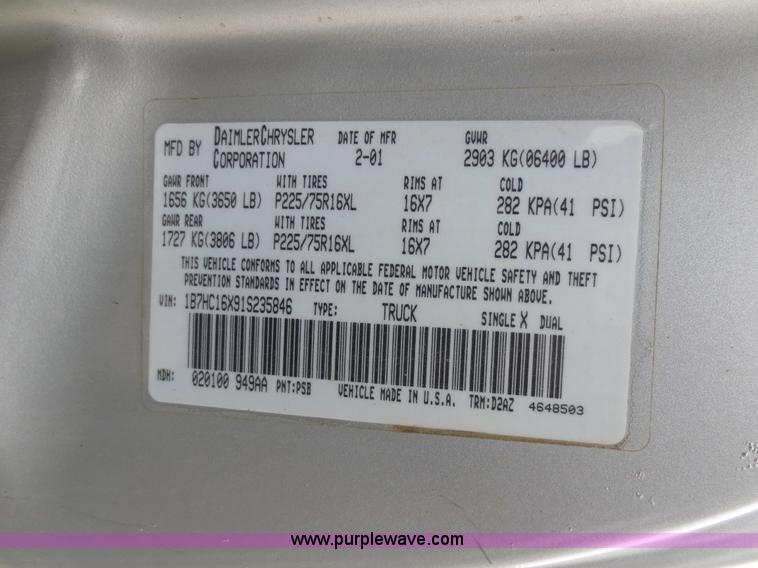 MFD BY DAIMLERCHRYSLER CORPORATION DATE OF MFR 2-01 GVWR 2903 KG(06400 LB)
GAWR FRONT WITH TIRES RIMS AT COLD
1656 KG(3650 LB) P225/75R16XL 16X7 282 KPA(41 PSI)
GAWR REAR WITH TIRES RIMS AT COLD
1727 KG(3806 LB) P225/75R16XL 16X7 282 KPA(41 PSI)
THIS VEHICLE CONFORMS TO ALL APPLICABLE FEDERAL MOTOR VEHICLE SAFETY AND THEFT
PREVENTION STANDARDS IN EFFECT ON THE DATE OF MANUFACTURE SHOWN ABOVE.
VIN: 1B7HC16X91S235846 TYPE: TRUCK SINGLE X DUAL
MDH: 020100 949AA PNT:PSB VEHICLE MADE IN U.S.A. TRM:D2AZ 4648503
www.purplewave.com